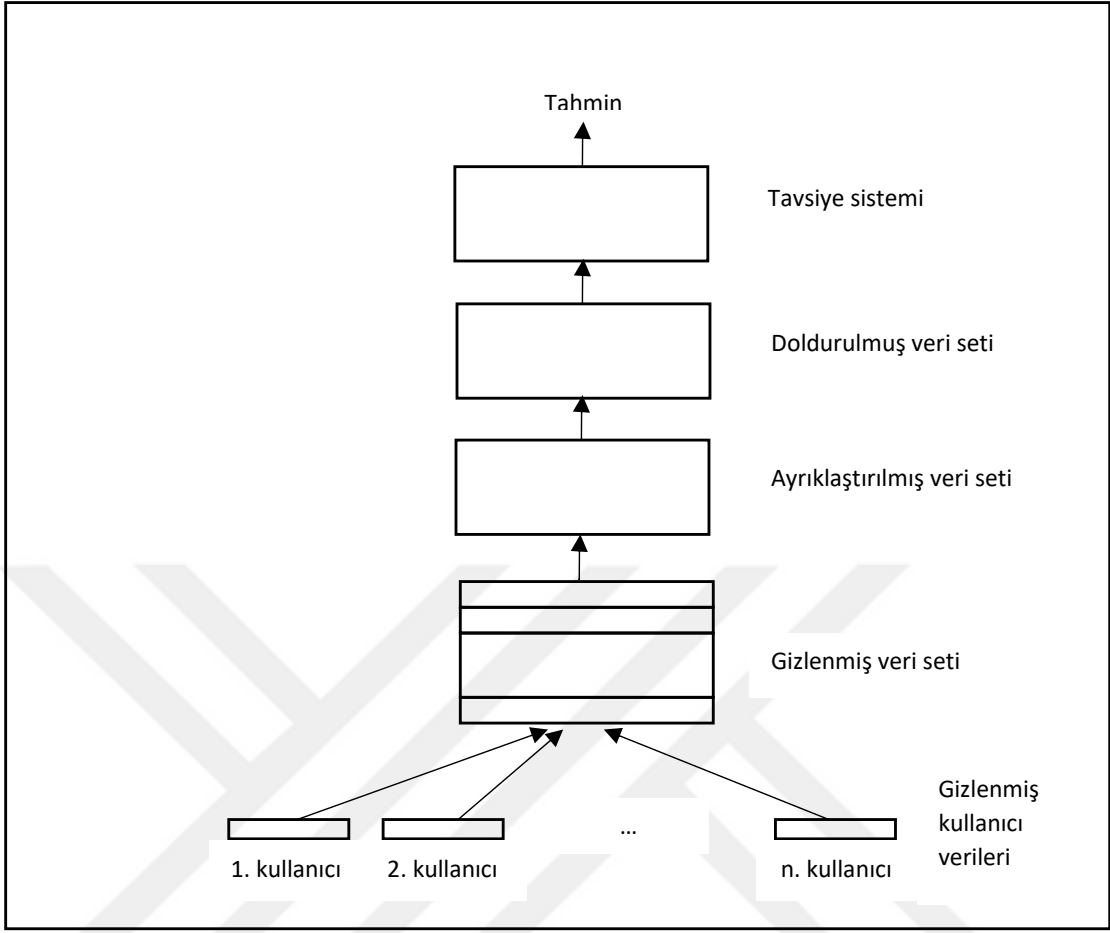 Tahmin
Tavsiye sistemi
Doldurulmuş veri seti
Ayrıklaştırılmış veri seti
Gizlenmiş veri seti
Gizlenmiş
kullanıcı
verileri
...
1. kullanıcı
2. kullanıcı
n. kullanıcı